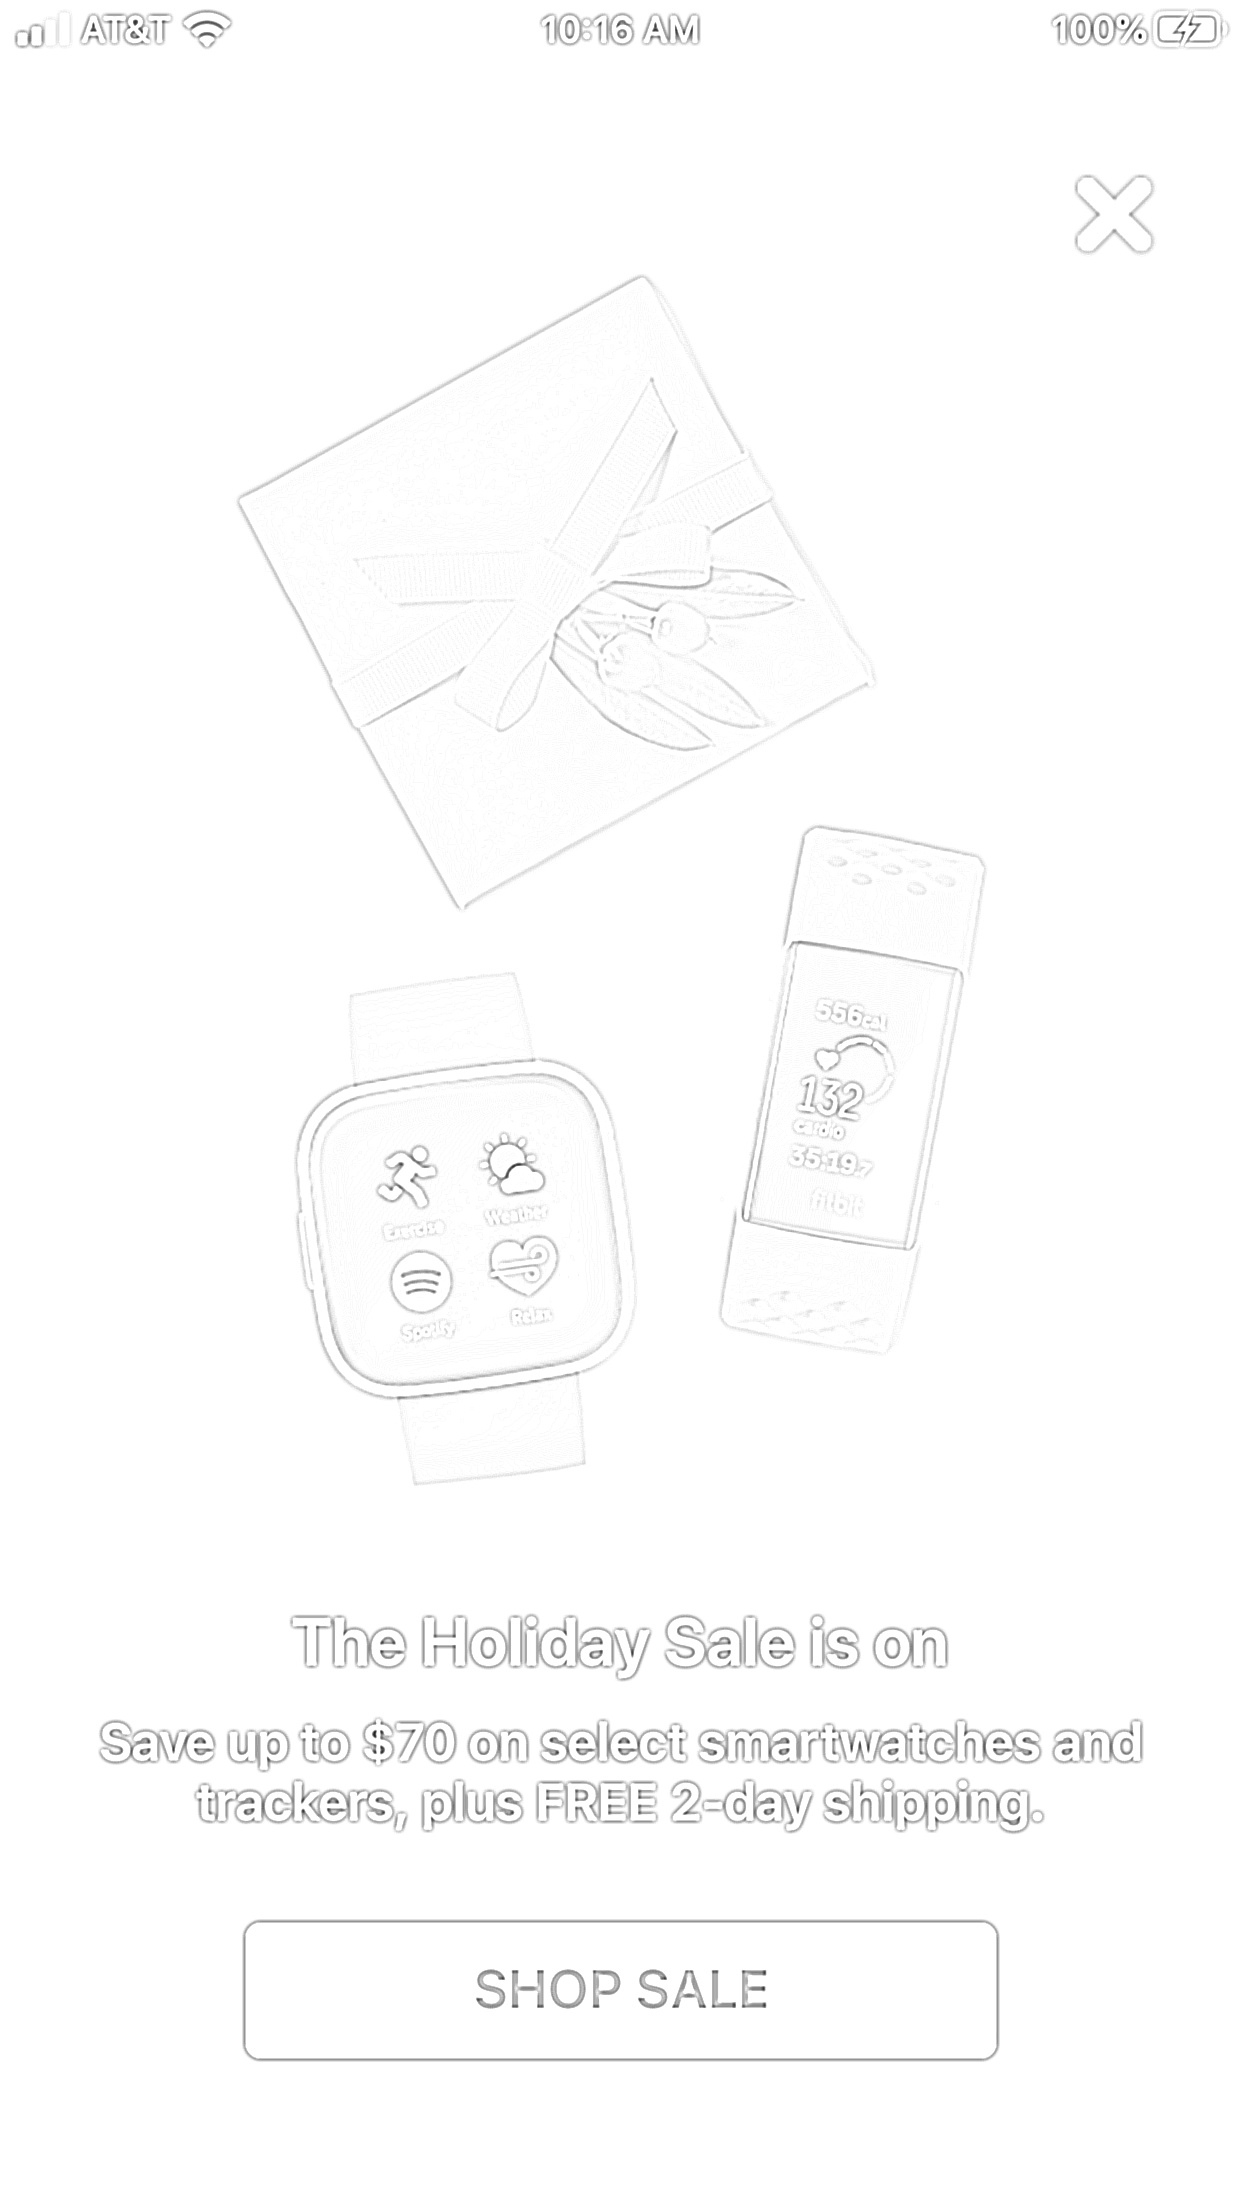 AT&T 10:16 AM 100%
556cal
132
cardio
35:19.7
fitbit
Exercise Weather
Spotify Relax
The Holiday Sale is on
Save up to $70 on select smartwatches and
trackers, plus FREE 2-day shipping.
SHOP SALE